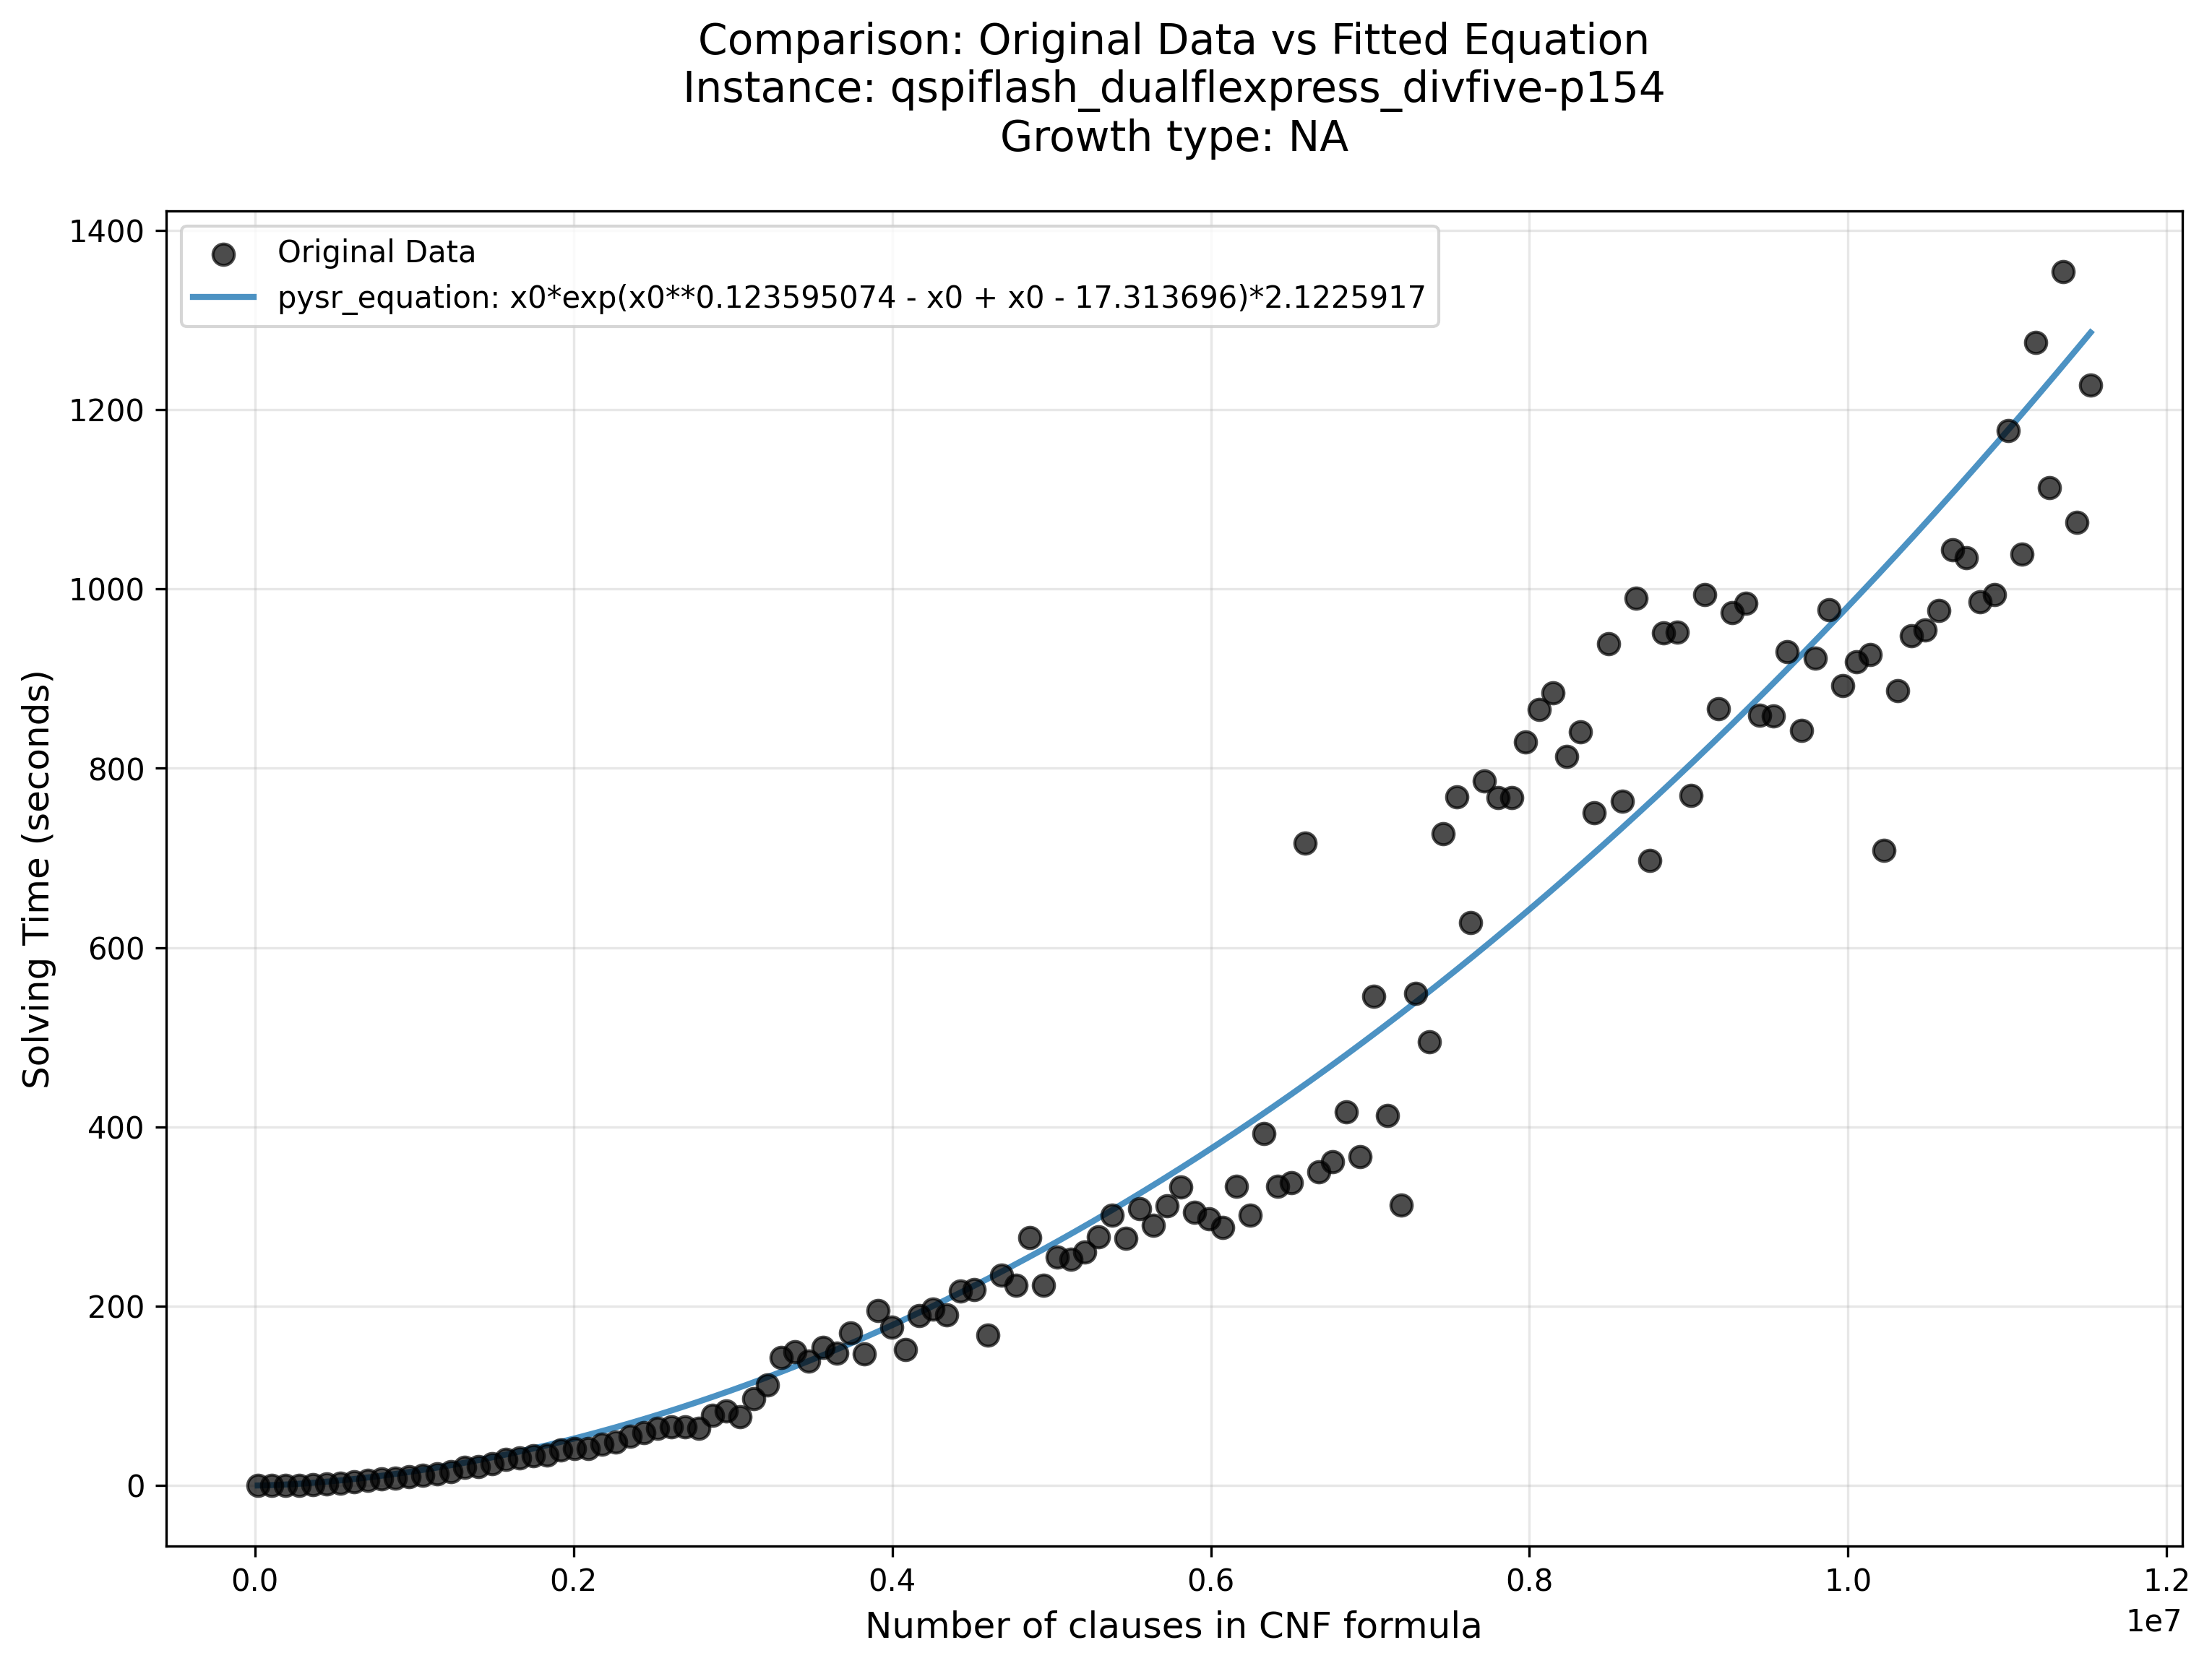 Comparison: Original Data vs Fitted Equation
Instance: qspiflash_dualflexpress_divfive-p154
Growth type: NA
Original Data
pysr_equation: x0*exp(x0**0.123595074 - x0 + x0 - 17.313696)*2.1225917
1400
1200
1000
800
600
400
200
0
Solving Time (seconds)
0.0
0.2
0.4
0.6
0.8
1.0
1.2
1e7
Number of clauses in CNF formula